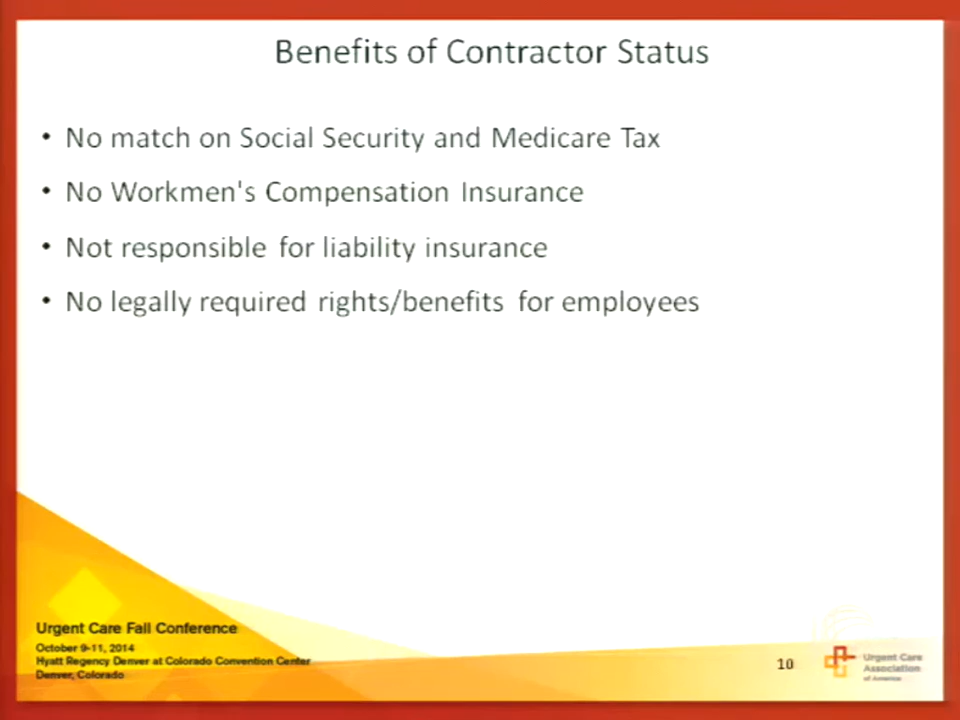 Benefits of Contractor Status
• No match on Social Security and Medicare Tax
• No Workmen's Compensation Insurance
• Not responsible for liability insurance
• No legally required rights/benefits for employees
Urgent Care Fall Conference
October 9-11, 2014
Hyatt Regency Denver at Colorado Convention Center
Denver, Colorado
10
Urgent Care
Association
of America